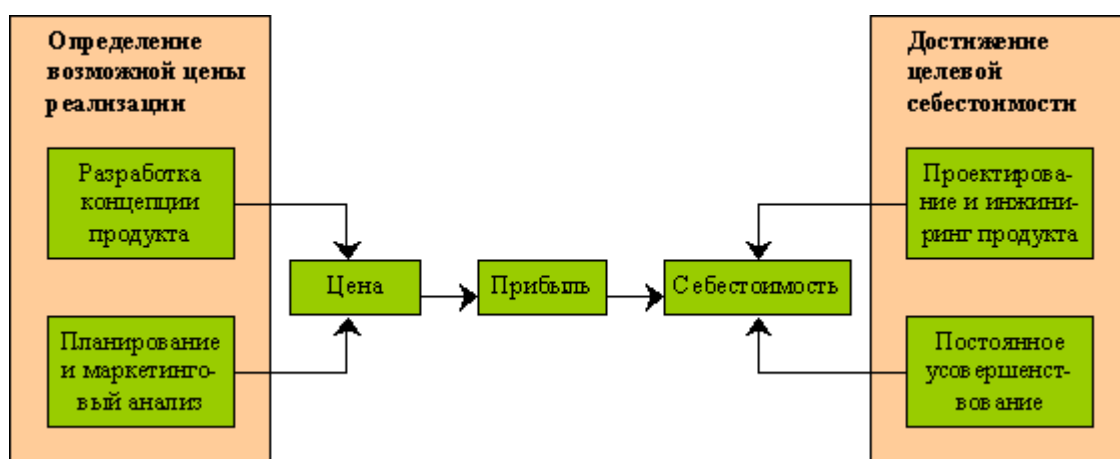 Определение
возможной цены
реализации
Разработка
концепции
продукта
Планирование
и маркетинго-
вый анализ
Цена
Прибыль
Себестоимость
Достижение
целевой
себестоимости
Проектирова-
ние и инжини-
ринг продукта
Постоянное
усовершенст-
вование